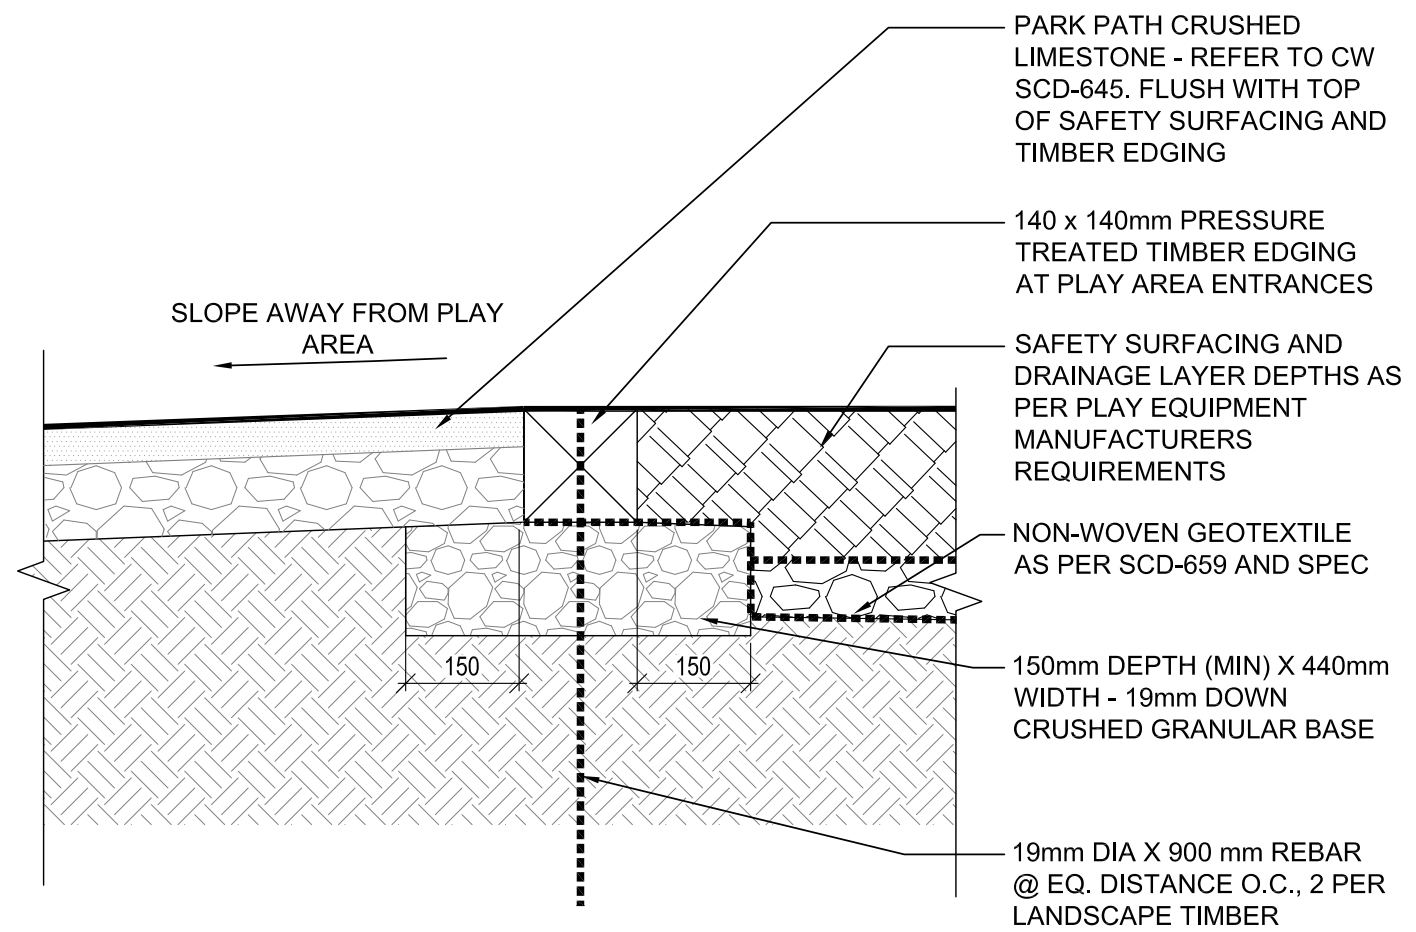 PARK PATH CRUSHED
LIMESTONE - REFER TO CW
SCD-645. FLUSH WITH TOP
OF SAFETY SURFACING AND
TIMBER EDGING
140 x 140mm PRESSURE
TREATED TIMBER EDGING
AT PLAY AREA ENTRANCES
SLOPE AWAY FROM PLAY
AREA
SAFETY SURFACING AND
DRAINAGE LAYER DEPTHS AS
PER PLAY EQUIPMENT
MANUFACTURERS
REQUIREMENTS
NON-WOVEN GEOTEXTILE
AS PER SCD-659 AND SPEC
150
150
150mm DEPTH (MIN) X 440mm
WIDTH - 19mm DOWN
CRUSHED GRANULAR BASE
19mm DIA X 900 mm REBAR
@ EQ. DISTANCE O.C., 2 PER
LANDSCAPE TIMBER